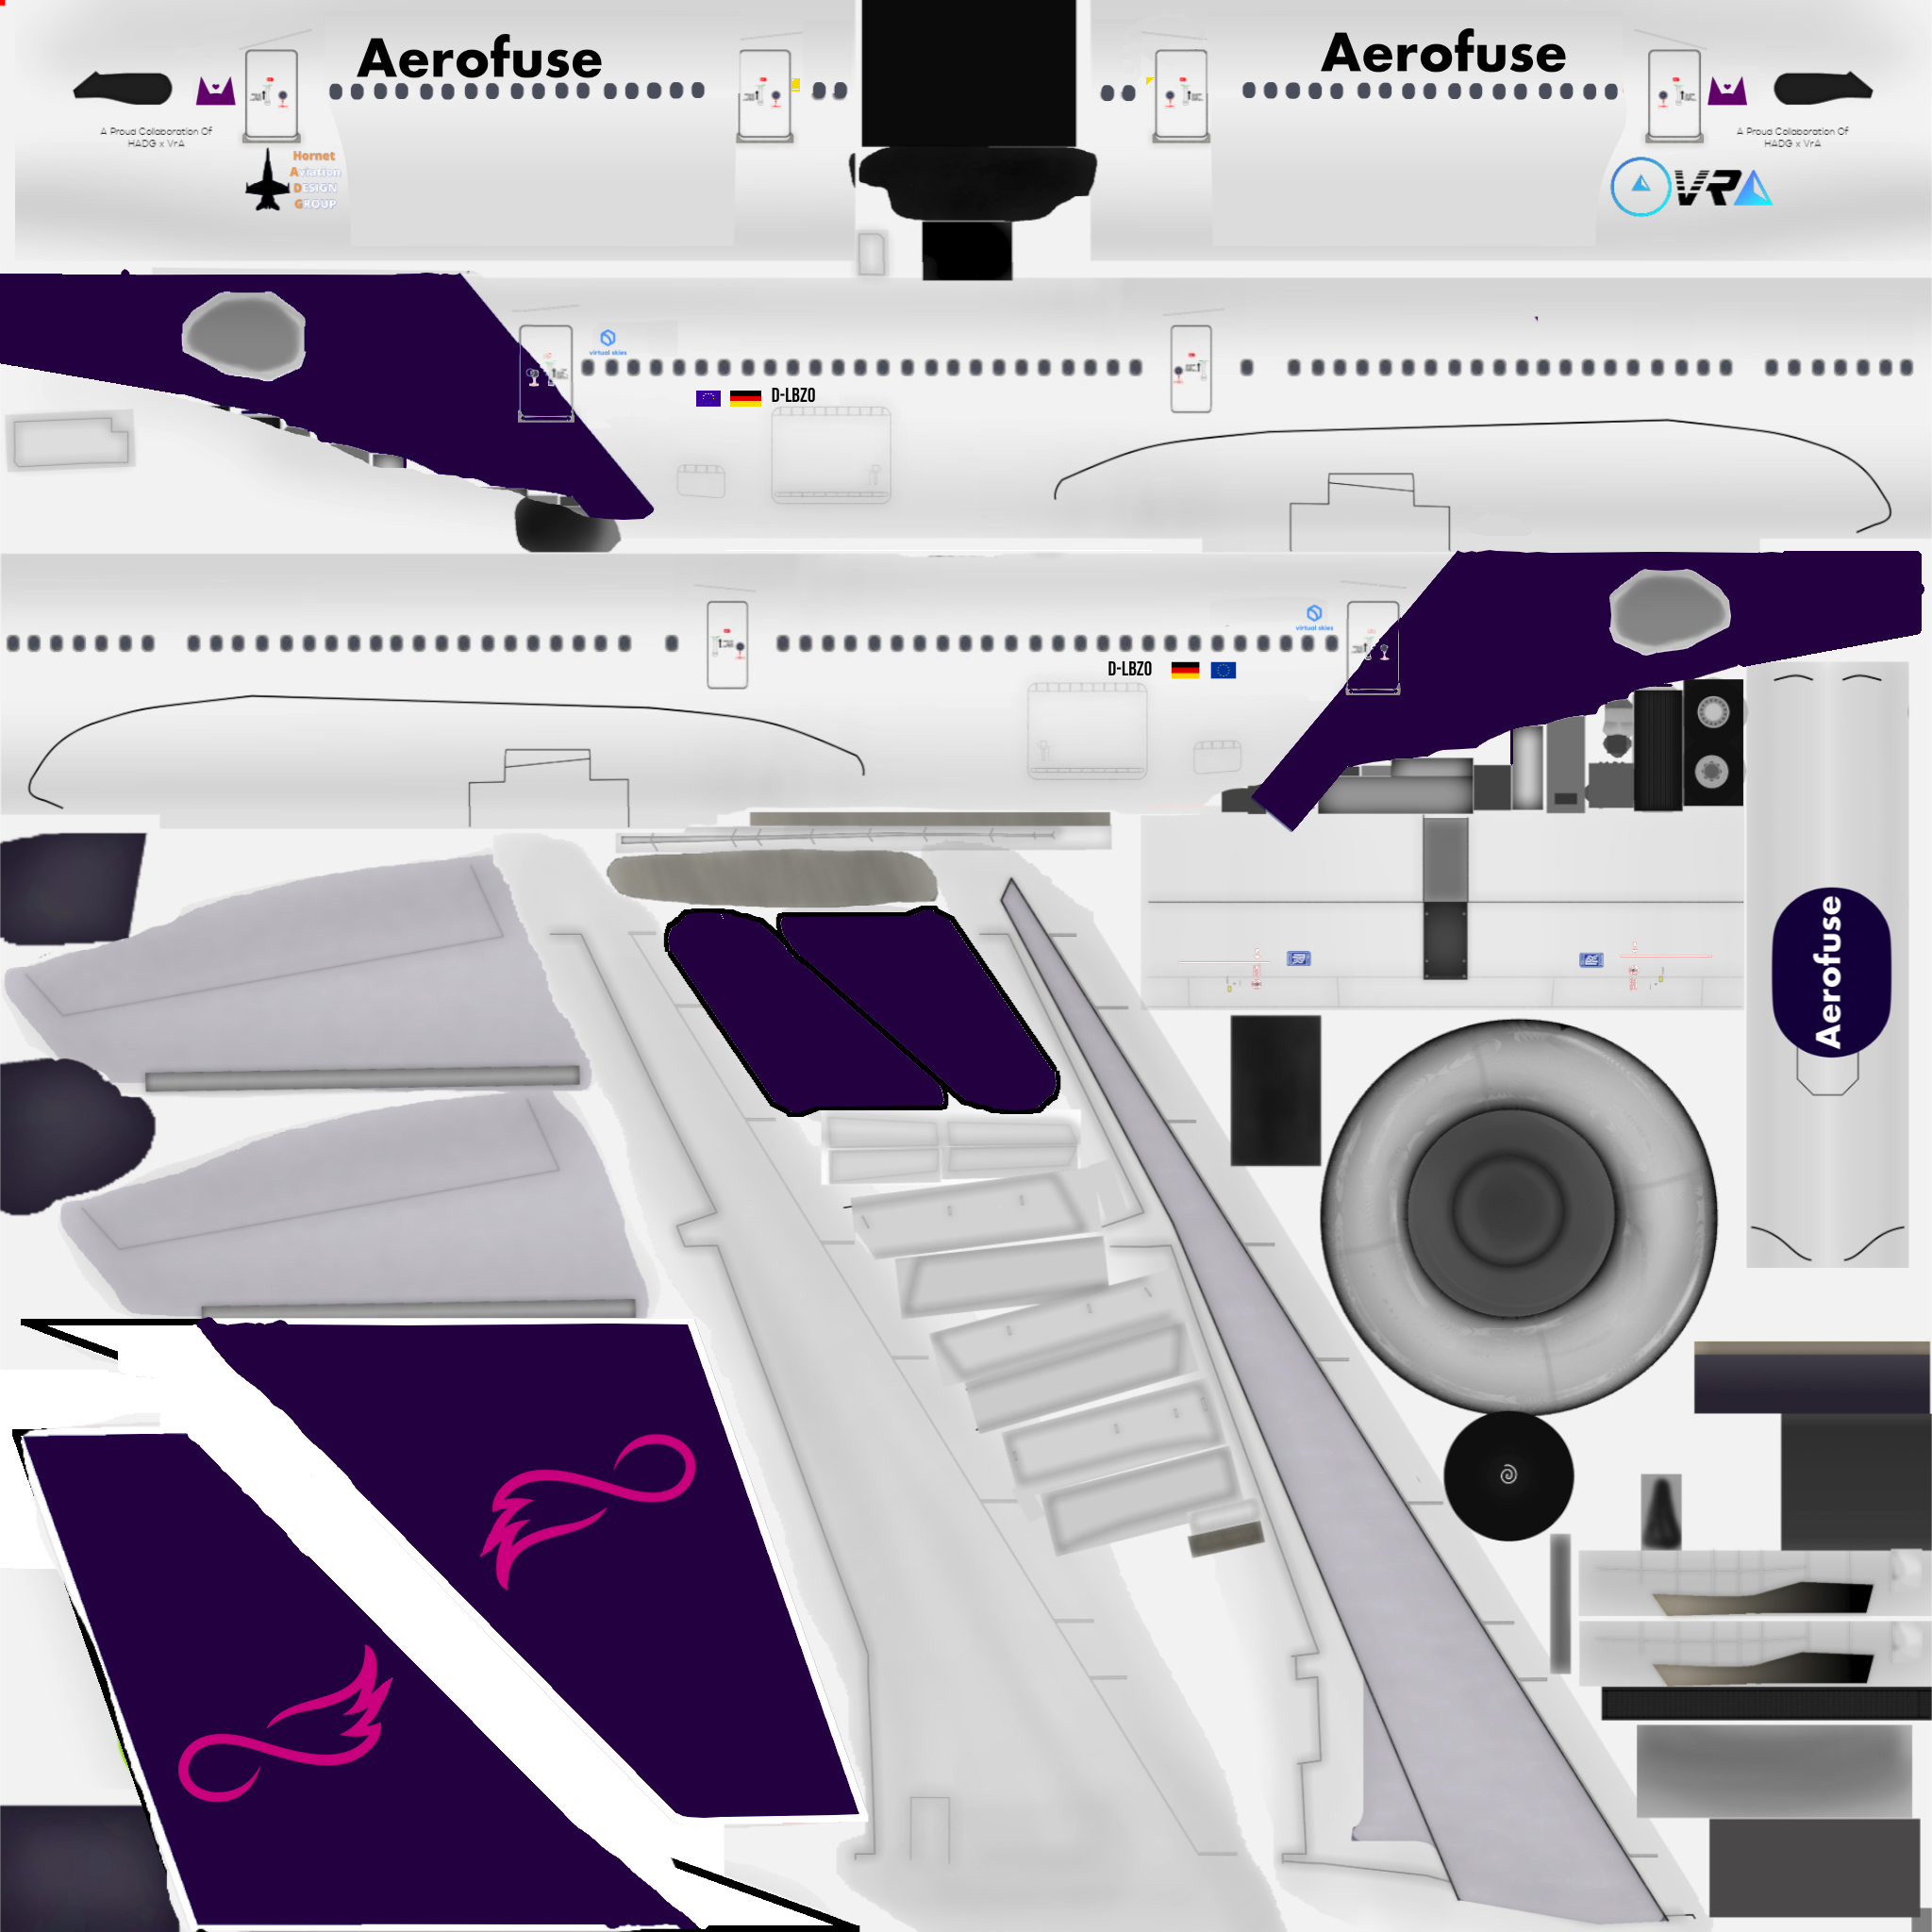 Aerofuse
Aerofuse
A Proud Collaboration Of
HADG x VrA
A Proud Collaboration Of
HADG x VrA
Hornet
Aviation
DESIGN
GROUP
VRA
virtual skies
D-LBZO
virtual skies
D-LBZO
Aerofuse